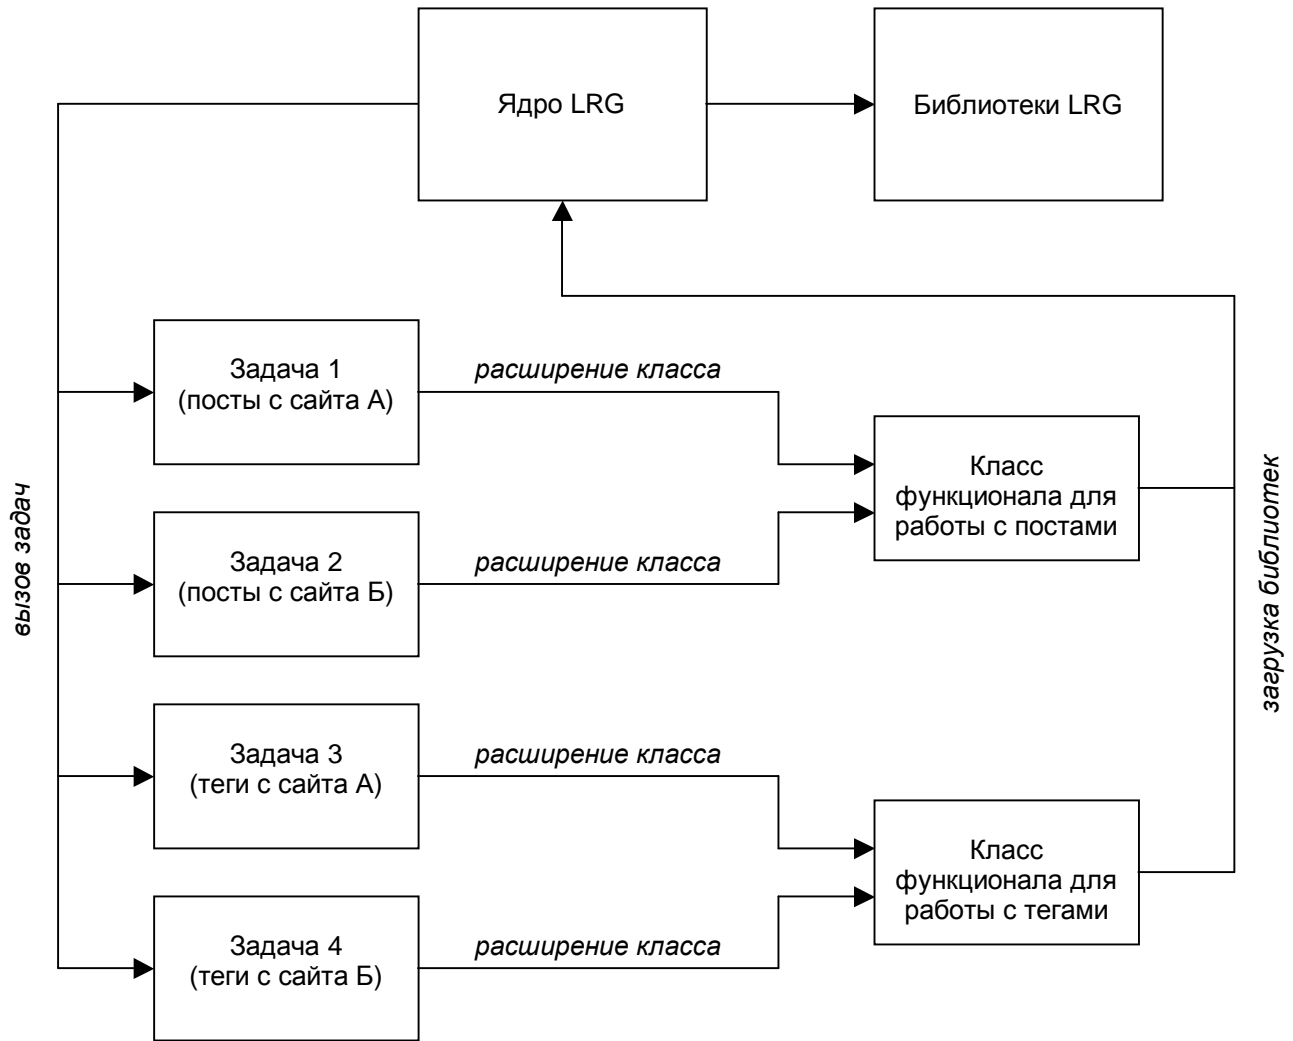 Ядро LRG
Библиотеки LRG
Задача 1
(посты с сайта А)
расширение класса
Класс
функционала для
работы с постами
вызов задач
загрузка библиотек
Задача 2
(посты с сайта Б)
расширение класса
Задача 3
(теги с сайта А)
расширение класса
Класс
функционала для
работы с тегами
Задача 4
(теги с сайта Б)
расширение класса